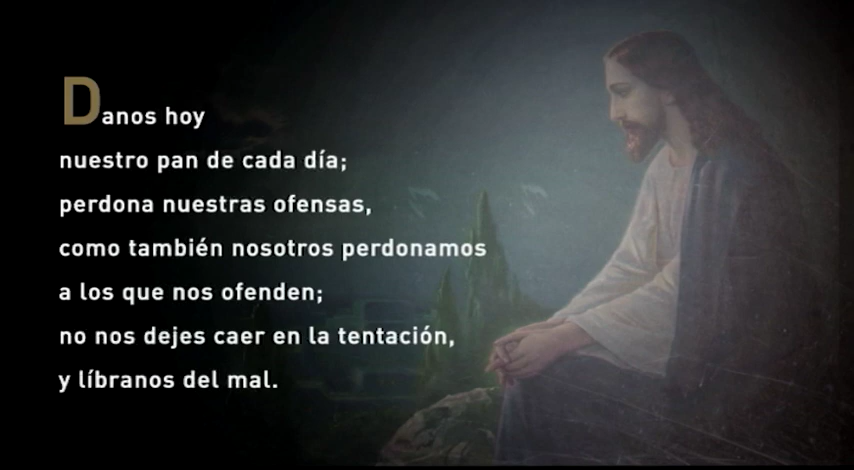 Danos hoy
nuestro pan de cada día;
perdona nuestras ofensas,
como también nosotros perdonamos
a los que nos ofenden;
no nos dejes caer en la tentación,
y líbranos del mal.